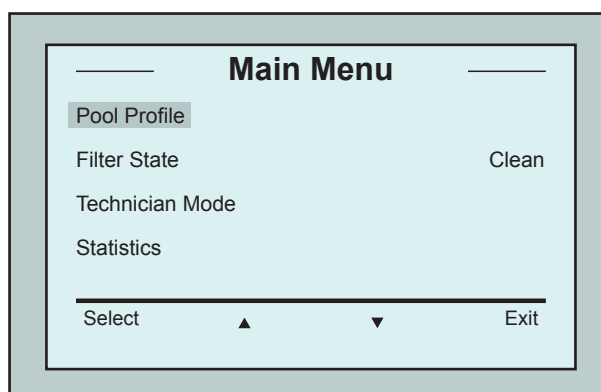 Main Menu
Pool Profile
Filter State Clean
Technician Mode
Statistics
Select ▲ ▼ Exit